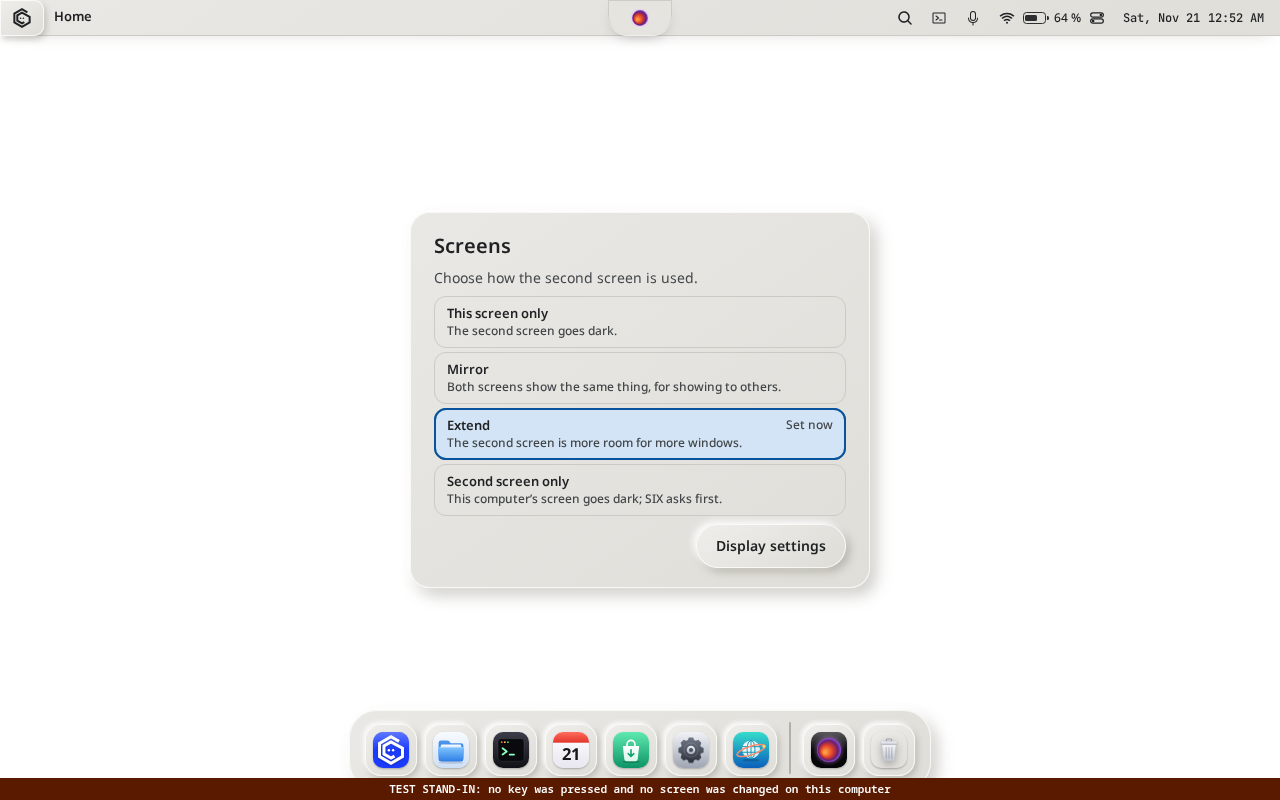 Home
64 %
Sat, Nov 21 12:52 AM
Screens
Choose how the second screen is used.
This screen only
The second screen goes dark.
Mirror
Both screens show the same thing, for showing to others.
Extend
Set now
The second screen is more room for more windows.
Second screen only
This computer's screen goes dark; SIX asks first.
Display settings
21
TEST STAND-IN: no key was pressed and no screen was changed on this computer